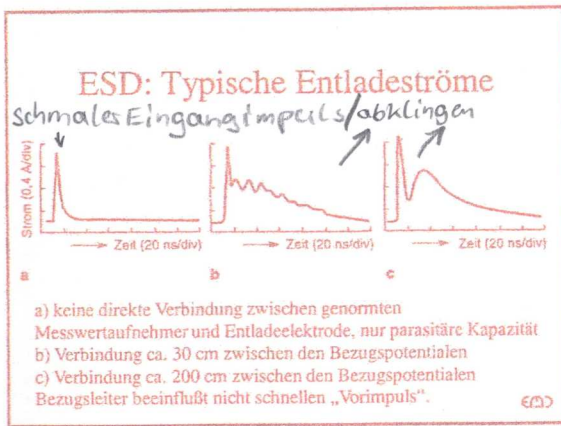 ESD: Typische Entladeströme
schmaler Eingangsimpuls/abklingen
Strom (0,4 A/div)
Zeit (20 ns/div)
Zeit (20 ns/div)
Zeit (20 ns/div)
a
b
c
a) keine direkte Verbindung zwischen genormten
Messwertaufnehmer und Entladeelektrode, nur parasitäre Kapazität
b) Verbindung ca. 30 cm zwischen den Bezugspotentialen
c) Verbindung ca. 200 cm zwischen den Bezugspotentialen
Bezugsleiter beeinflußt nicht schnellen „Vorimpuls“.